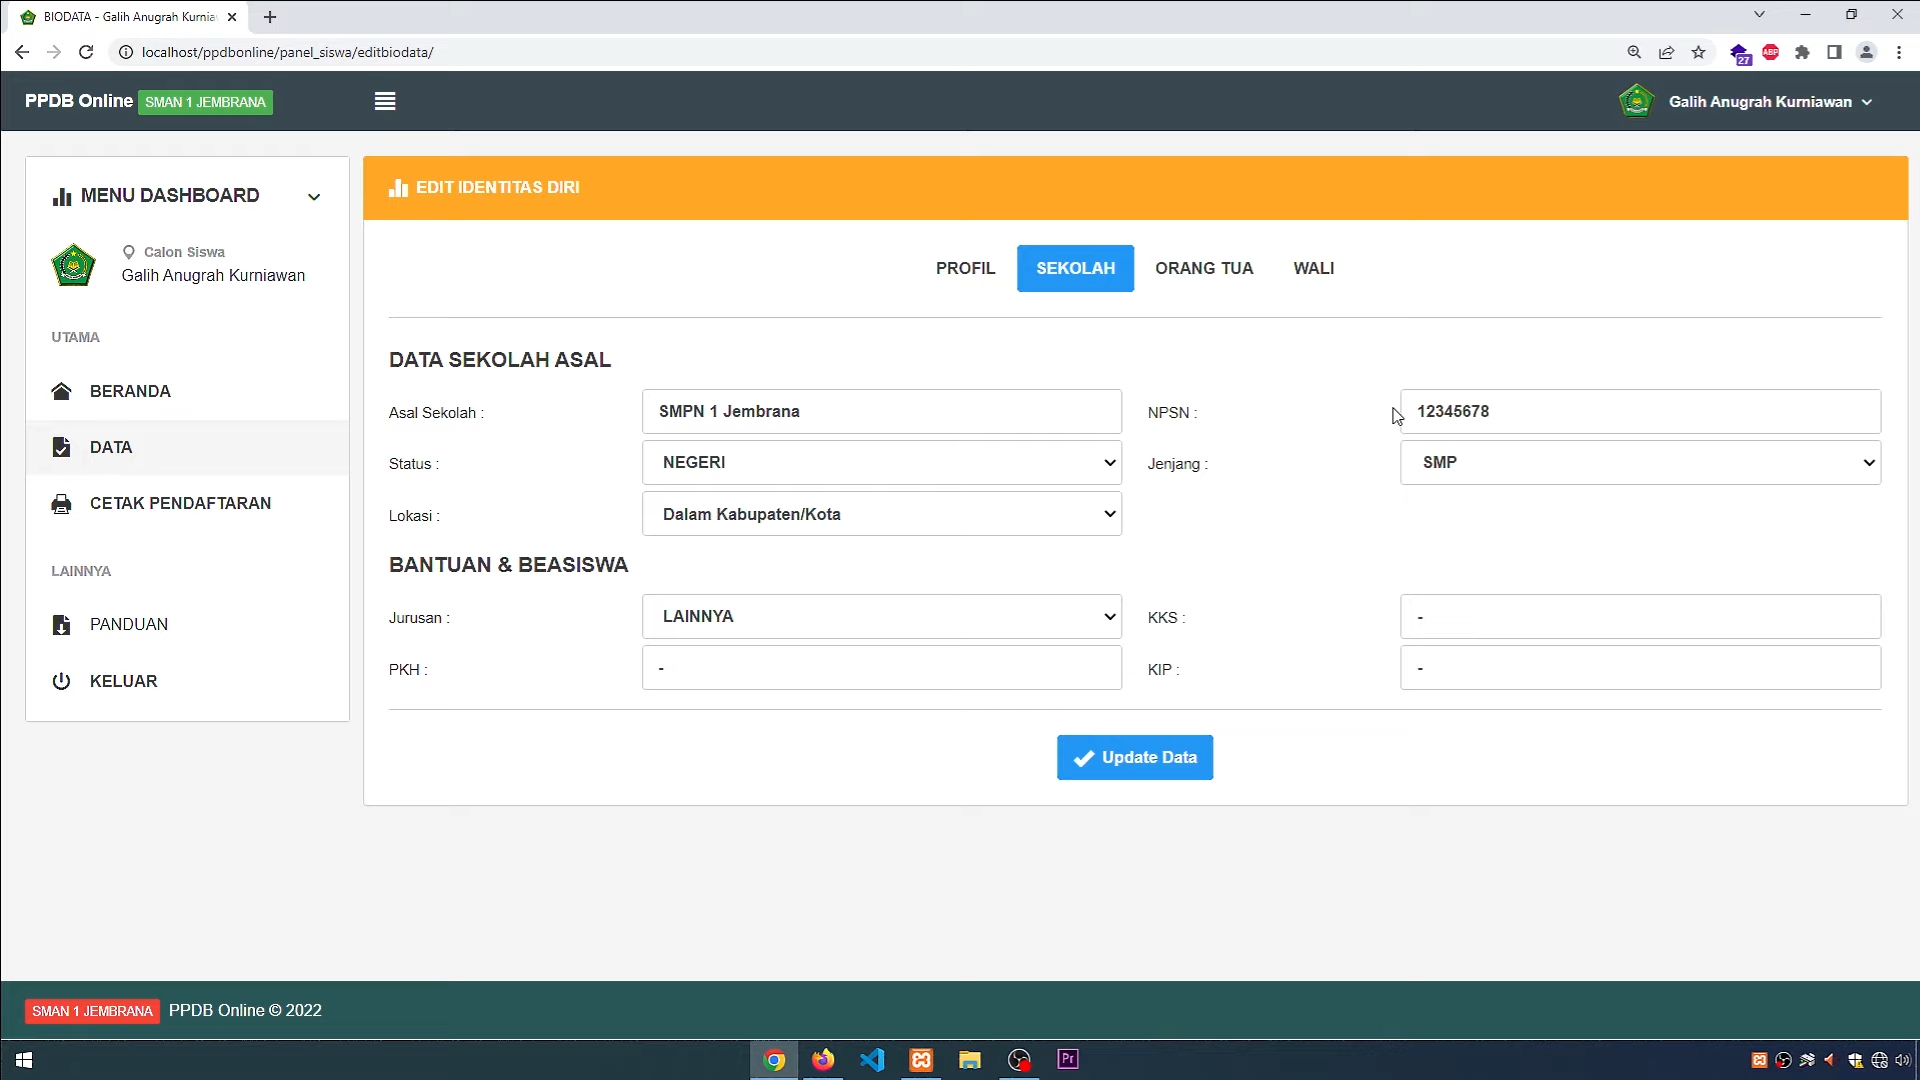 BIODATA - Galih Anugrah Kurnia
localhost/ppdbonline/panel_siswa/editbiodata/
27
ABP
PPDB Online SMAN 1 JEMBRANA
Galih Anugrah Kurniawan
MENU DASHBOARD
Calon Siswa
Galih Anugrah Kurniawan
UTAMA
BERANDA
DATA
CETAK PENDAFTARAN
LAINNYA
PANDUAN
KELUAR
EDIT IDENTITAS DIRI
PROFIL SEKOLAH ORANG TUA WALI
DATA SEKOLAH ASAL
Asal Sekolah : SMPN 1 Jembrana NPSN : 12345678
Status : NEGERI Jenjang : SMP
Lokasi : Dalam Kabupaten/Kota
BANTUAN & BEASISWA
Jurusan : LAINNYA KKS : -
PKH : - KIP : -
Update Data
SMAN 1 JEMBRANA PPDB Online © 2022
Pr